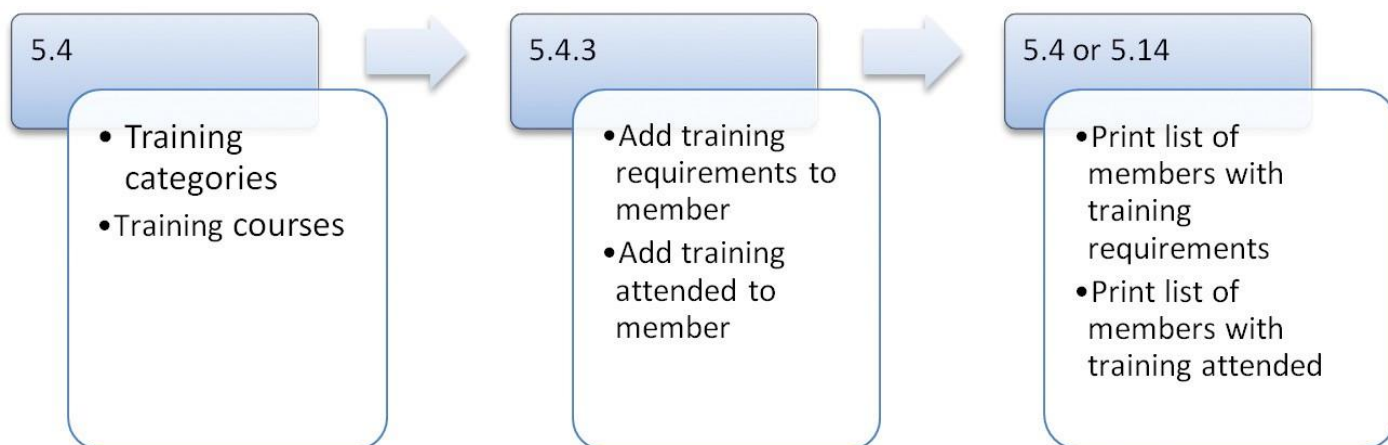 5.4
• Training
categories
•Training courses
5.4.3
•Add training
requirements to
member
•Add training
attended to
member
5.4 or 5.14
•Print list of
members with
training
requirements
•Print list of
members with
training attended